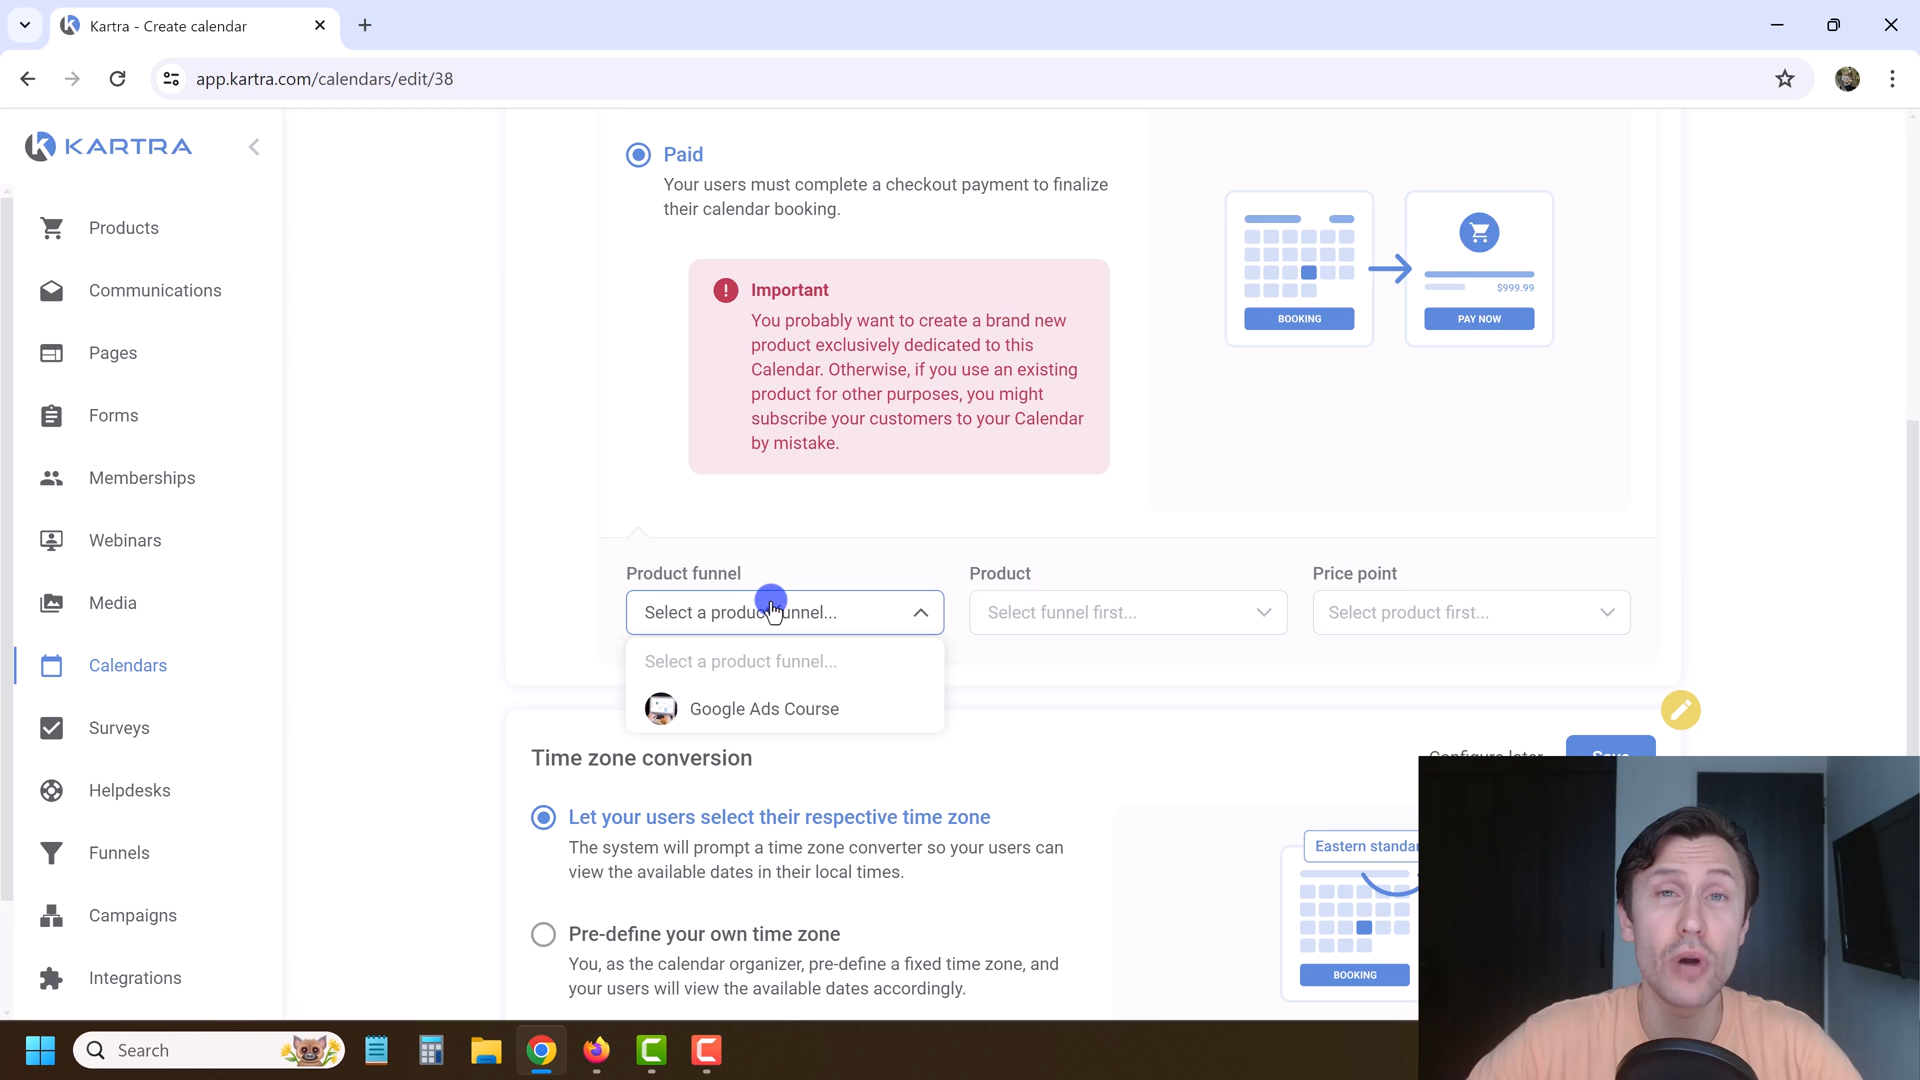 Kartra - Create calendar
app.kartra.com/calendars/edit/38
KARTRA
Products
Communications
Pages
Forms
Memberships
Webinars
Media
Calendars
Surveys
Helpdesks
Funnels
Campaigns
Integrations
Paid
Your users must complete a checkout payment to finalize
their calendar booking.
Important
You probably want to create a brand new
product exclusively dedicated to this
Calendar. Otherwise, if you use an existing
product for other purposes, you might
subscribe your customers to your Calendar
by mistake.
BOOKING
$999.99
PAY NOW
Product funnel
Select a product funnel...
Select a product funnel...
Google Ads Course
Product
Select funnel first...
Price point
Select product first...
Time zone conversion
Configure later
Save
Let your users select their respective time zone
The system will prompt a time zone converter so your users can
view the available dates in their local times.
Pre-define your own time zone
You, as the calendar organizer, pre-define a fixed time zone, and
your users will view the available dates accordingly.
Eastern standar
BOOKING
Search